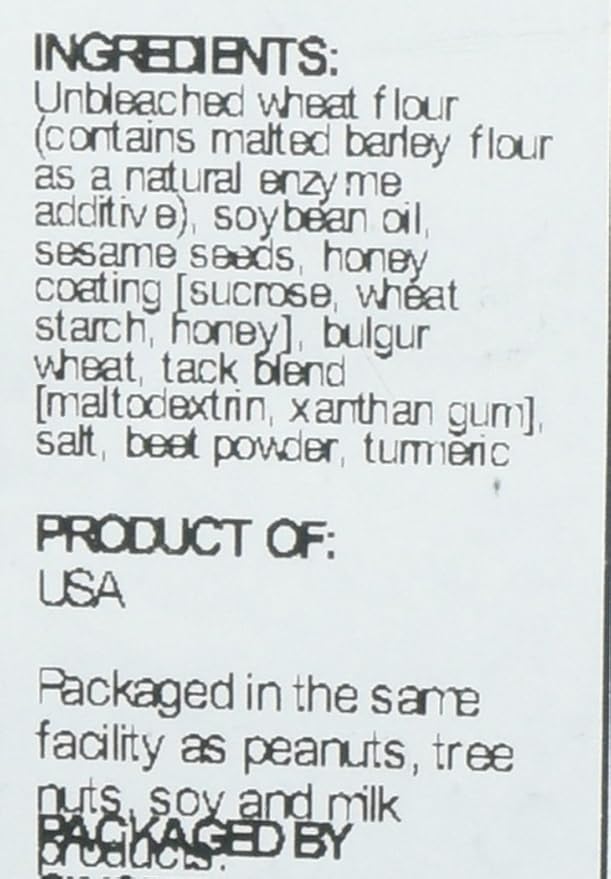 INGREDIENTS:
Unbleached wheat flour
(contains malted barley flour
as a natural enzyme
additive), soybean oil,
sesame seeds, honey
coating [sucrose, wheat
starch, honey], bulgur
wheat, tack blend
[maltodextrin, xanthan gum],
salt, beet powder, turmeric
PRODUCT OF:
USA
Packaged in the same
facility as peanuts, tree
nuts, soy and milk
products.
PACKAGED BY